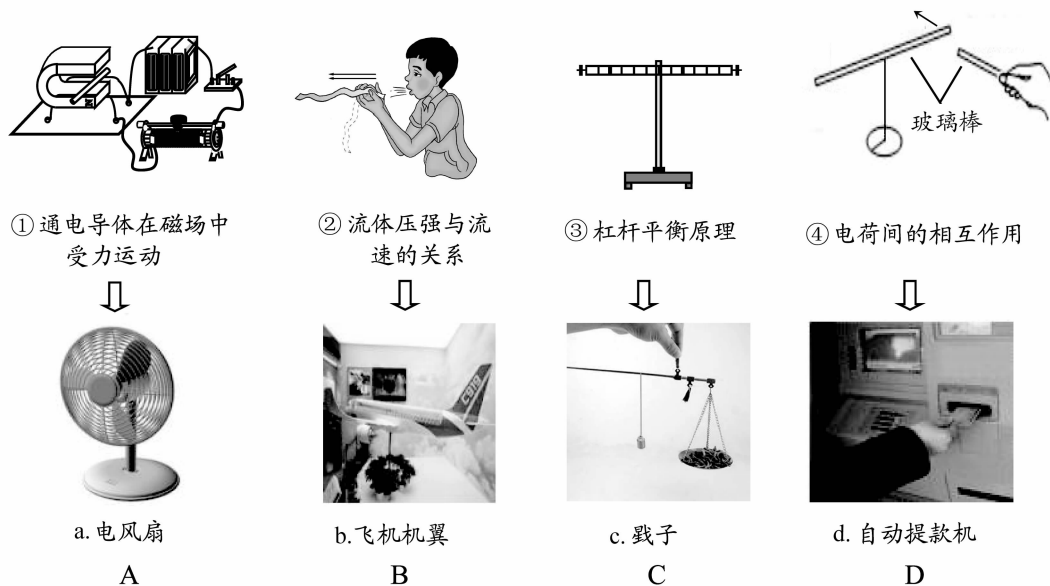 玻璃棒
①通电导体在磁场中
受力运动
②流体压强与流
速的关系
③杠杆平衡原理
④电荷间的相互作用
C919
a.电风扇
b.飞机机翼
c.戥子
d.自动提款机
A
B
C
D